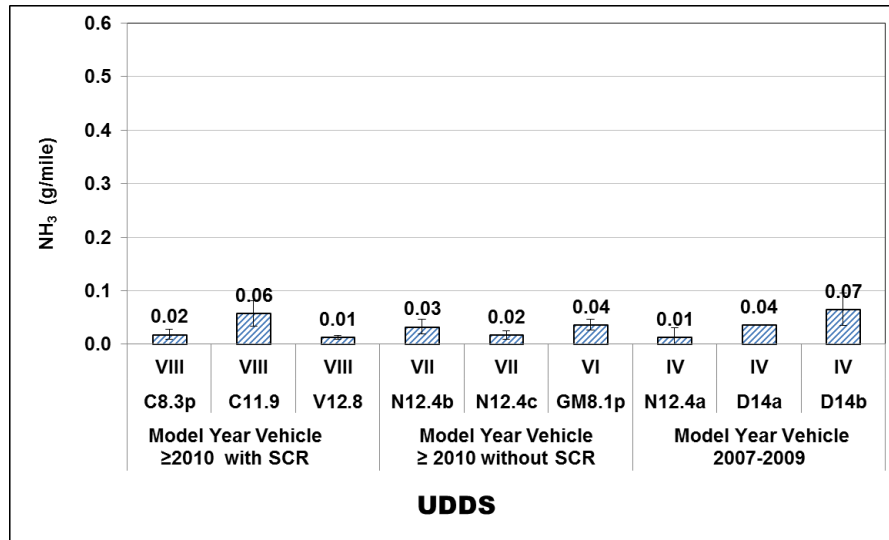 0.6
0.5
0.4
0.3
0.2
0.1
0.0
NH₃ (g/mile)
0.02 0.06 0.01 0.03 0.02 0.04 0.01 0.04 0.07
VIII VIII VIII VII VII VI IV IV IV
C8.3p C11.9 V12.8 N12.4b N12.4c GM8.1p N12.4a D14a D14b
Model Year Vehicle Model Year Vehicle Model Year Vehicle
≥2010 with SCR ≥ 2010 without SCR 2007-2009
UDDS